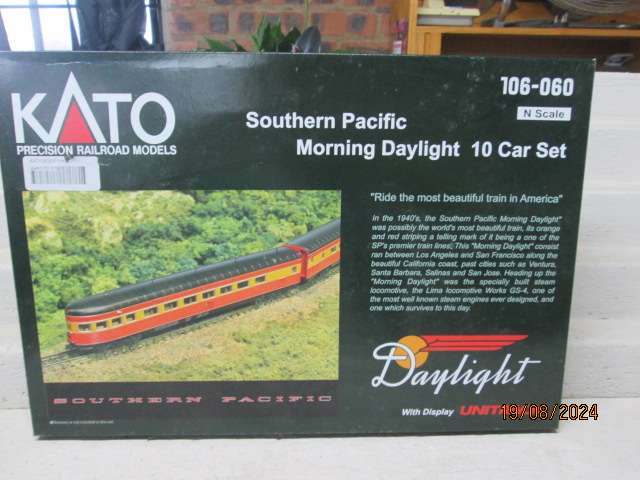 KATO
PRECISION RAILROAD MODELS
106-060
N Scale
Southern Pacific
Morning Daylight 10 Car Set
"Ride the most beautiful train in America"
In the 1940's, the Southern Pacific Morning Daylight"
was possibly the world's most beautiful train, its orange
and red striping a telling mark of it being a one of the
SP's premier train lines. This "Morning Daylight" consist
ran between Los Angeles and San Francisco along the
beautiful California coast, past cities such as Ventura,
Santa Barbara, Salinas and San Jose. Heading up the
"Morning Daylight" was the specially built steam
locomotive, the Lima locomotive Works GS-4, one of
the most well known steam engines ever designed, and
one which survives to this day.
Daylight
SOUTHERN PACIFIC
With Display
19/08/2024